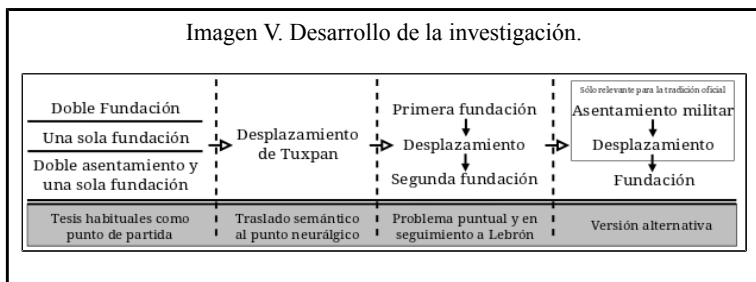 Imagen V. Desarrollo de la investigación.
Doble Fundación
Una sola fundación
Doble asentamiento y
una sola fundación
Tesis habituales como
punto de partida
Desplazamiento
de Tuxpan
Traslado semántico
al punto neurálgico
Primera fundación
Desplazamiento
Segunda fundación
Problema puntual y en
seguimiento a Lebrón
Sólo relevante para la tradición oficial
Asentamiento militar
Desplazamiento
Fundación
Versión alternativa